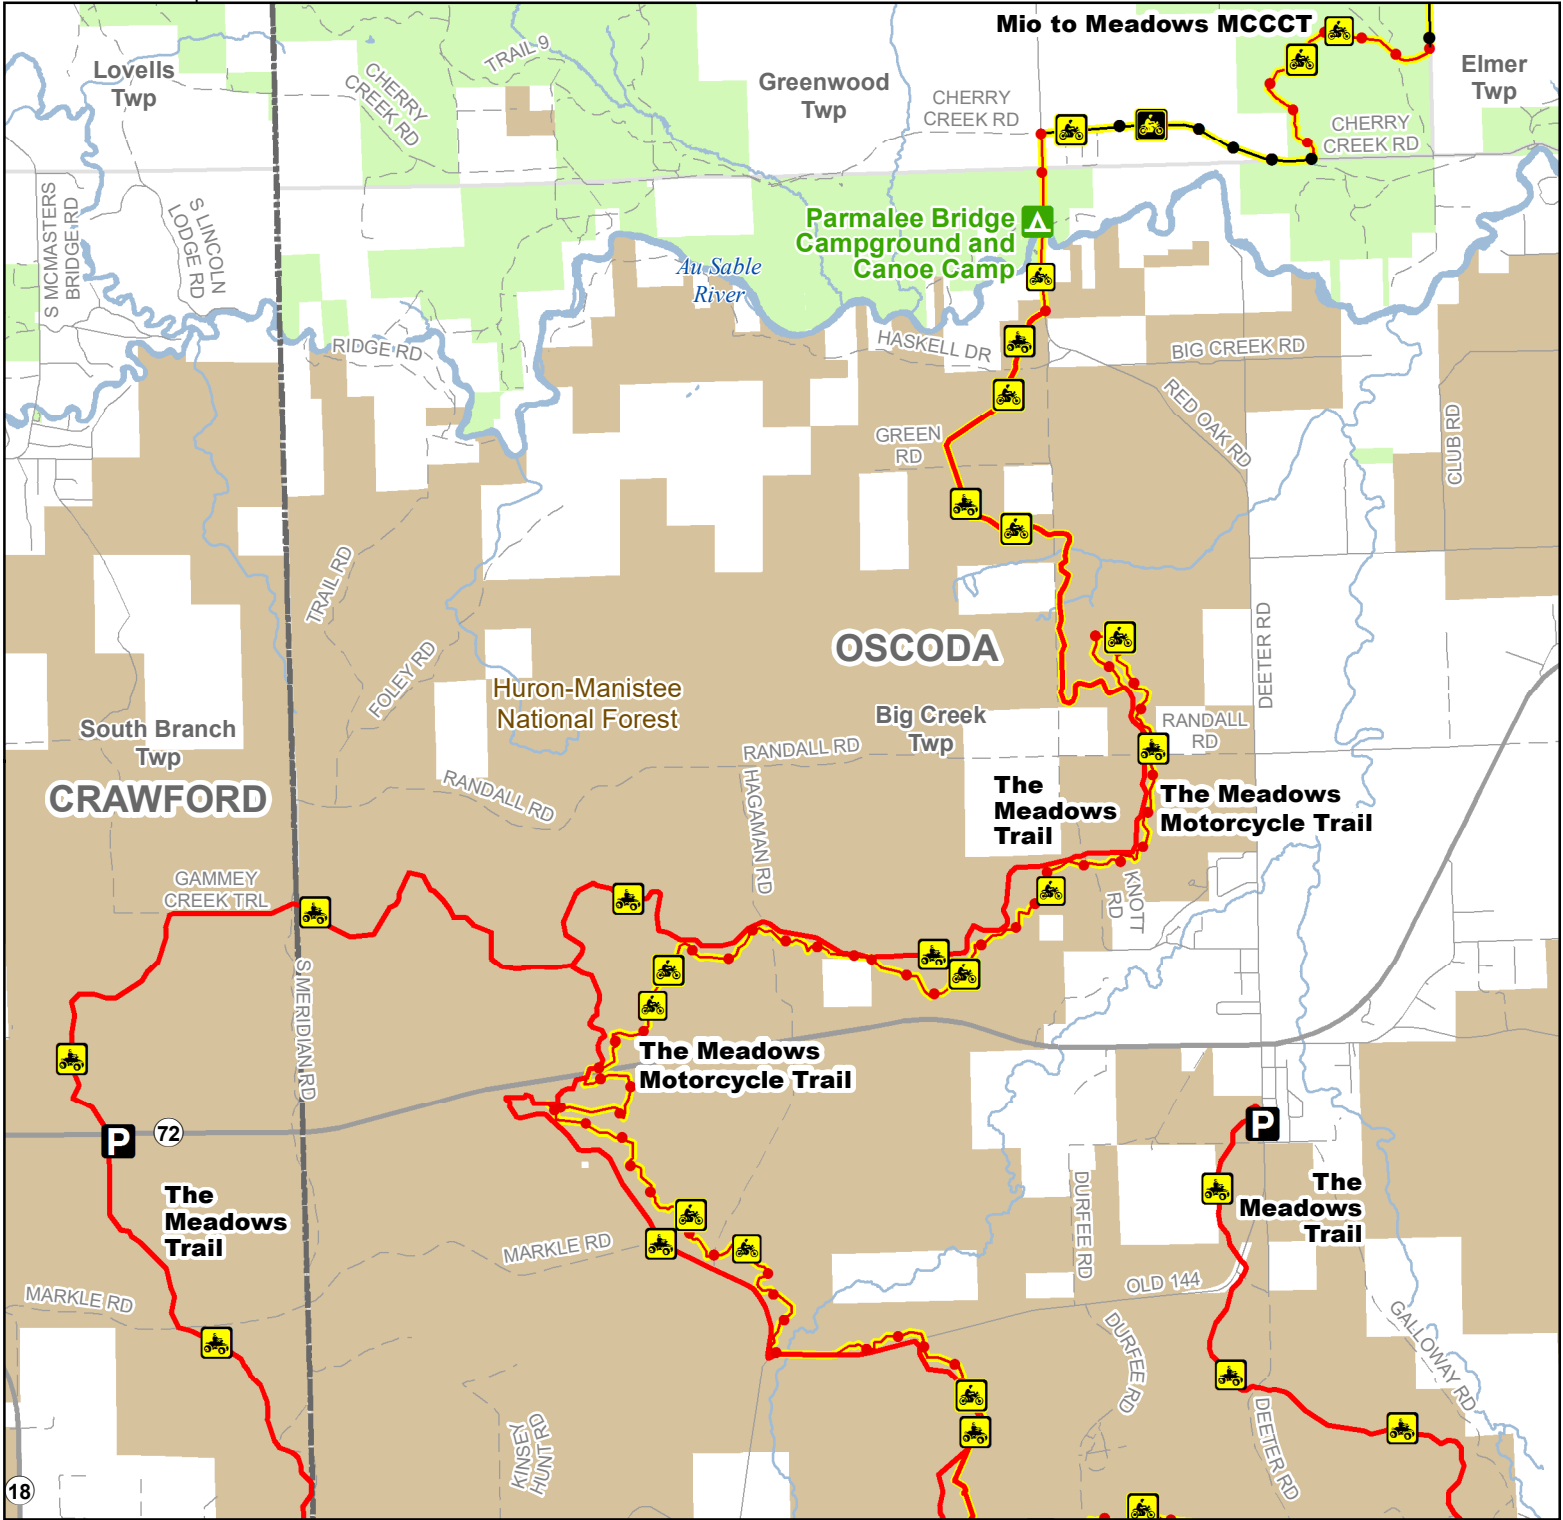 Mio to Meadows MCCCT
Lovells
Twp
CHERRY
CREEK RD
TRAIL 9
Greenwood
Twp
CHERRY
CREEK RD
Elmer
Twp
CHERRY
CREEK RD
S MCMASTERS
BRIDGE RD
S LINCOLN
LODGE RD
Parmalee Bridge
Campground and
Canoe Camp
Au Sable
River
RIDGE RD
HASKELL DR
BIG CREEK RD
RED OAK RD
CLUB RD
GREEN
RD
TRAIL RD
FOLEY RD
OSCODA
DEETER RD
Huron-Manistee
National Forest
South Branch
Twp
Big Creek
Twp
RANDALL
RD
RANDALL RD
RANDALL RD
CRAWFORD
HAGAMAN RD
The
Meadows
Trail
The Meadows
Motorcycle Trail
GAMMEY
CREEK TRL
KNOTT
RD
S MERIDIAN RD
The Meadows
Motorcycle Trail
P
72
P
The
Meadows
Trail
The
Meadows
Trail
DURFEE RD
MARKLE RD
OLD 144
MARKLE RD
DURFEE RD
GALLOWAY RD
KINSEY
HUNT RD
DEETER RD
18